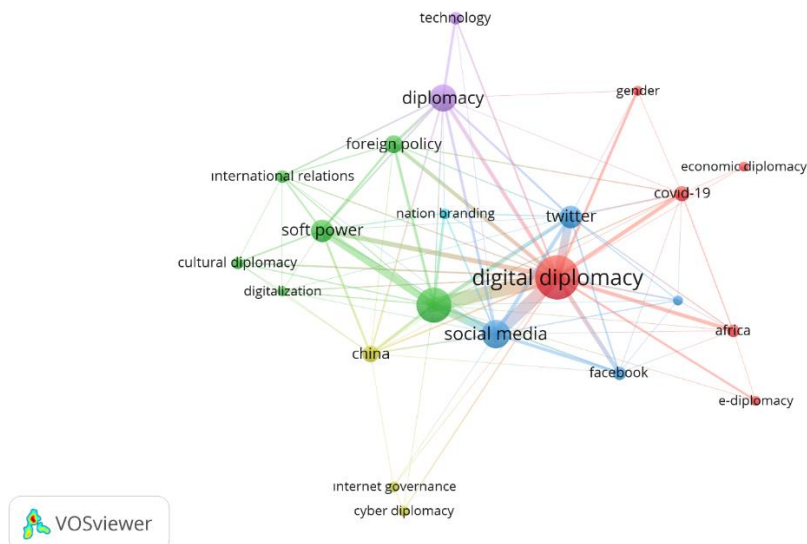 technology
diplomacy
gender
foreign policy
economic diplomacy
international relations
covid-19
nation branding
twitter
soft power
cultural diplomacy
digital diplomacy
digitalization
social media
africa
china
facebook
e-diplomacy
internet governance
cyber diplomacy
VOSviewer